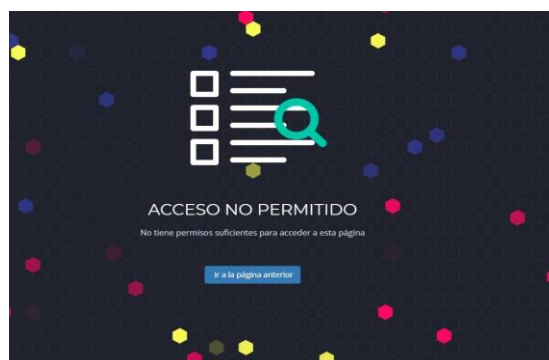 ACCESO NO PERMITIDO
No tiene permisos suficientes para acceder a esta página
Ir a la página anterior